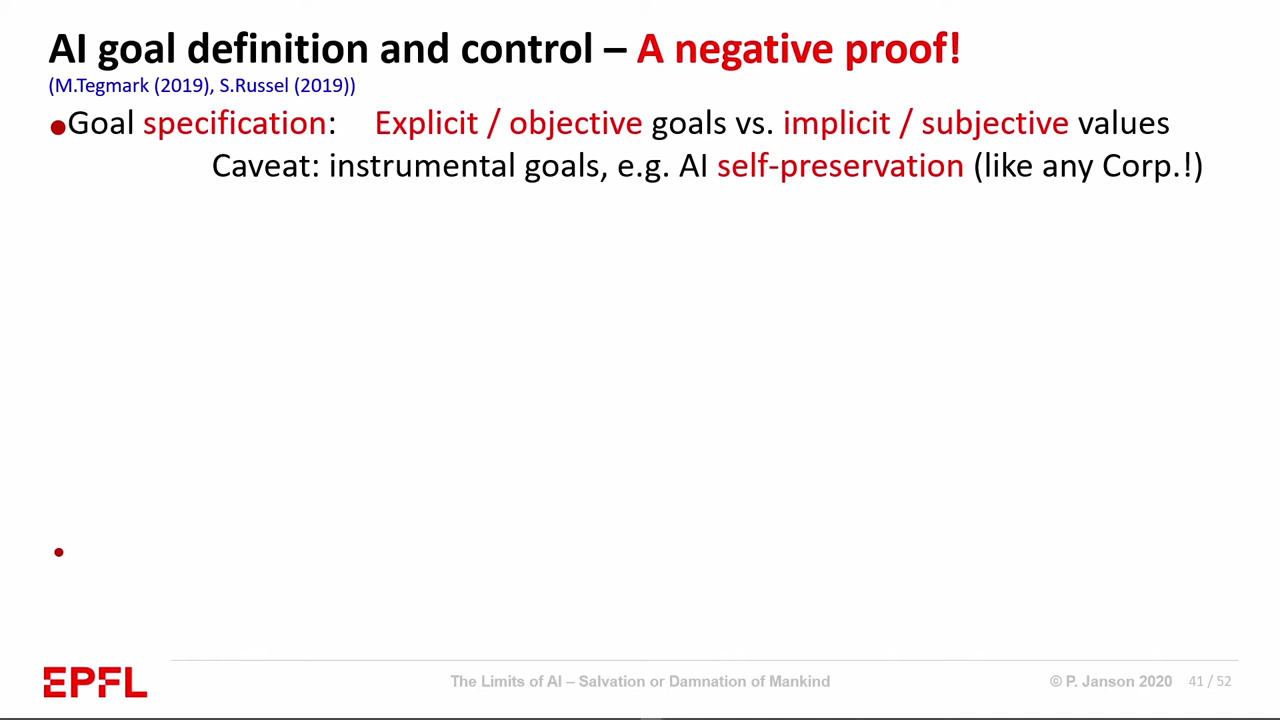 AI goal definition and control – A negative proof!
(M.Tegmark (2019), S.Russel (2019))
●Goal specification: Explicit / objective goals vs. implicit / subjective values
Caveat: instrumental goals, e.g. AI self-preservation (like any Corp.!)
•
EPFL
The Limits of AI – Salvation or Damnation of Mankind
© P. Janson 2020 41 / 52